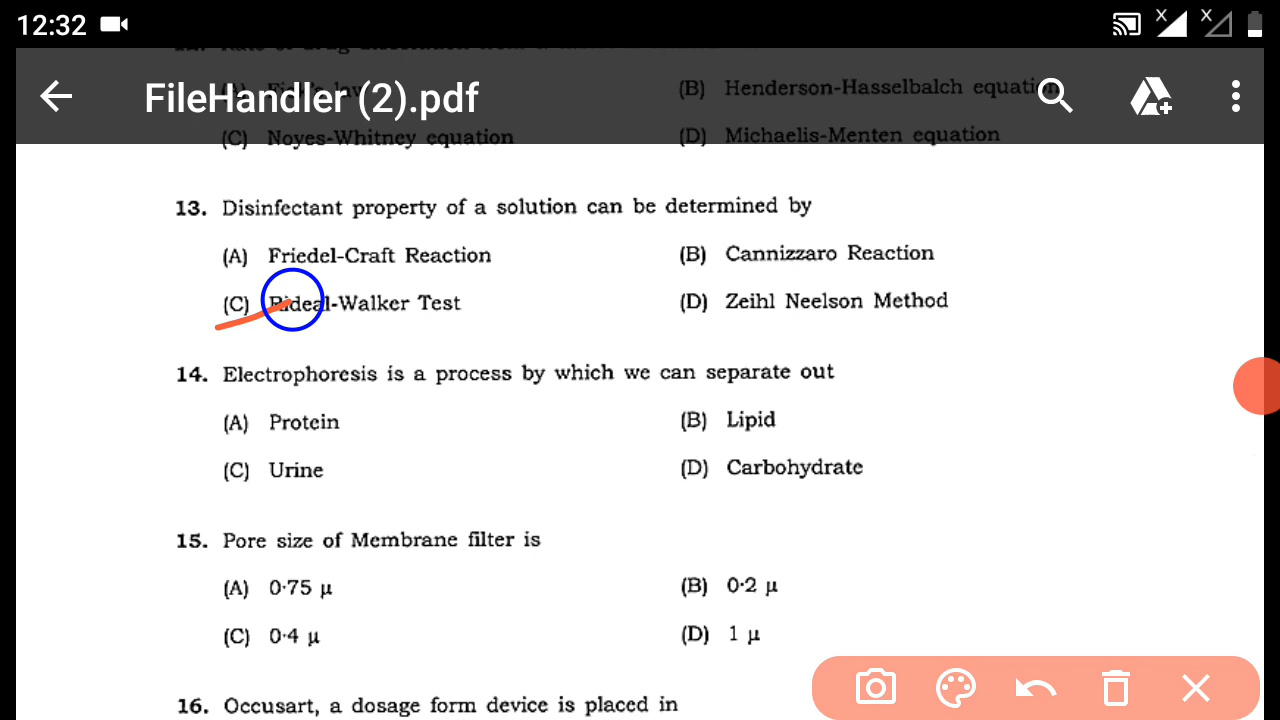 12:32
FileHandler (2).pdf
(B) Henderson-Hasselbalch equation
(C) Noyes-Whitney equation (D) Michaelis-Menten equation
13. Disinfectant property of a solution can be determined by
(A) Friedel-Craft Reaction (B) Cannizzaro Reaction
(C) Rideal-Walker Test (D) Zeihl Neelson Method
14. Electrophoresis is a process by which we can separate out
(A) Protein (B) Lipid
(C) Urine (D) Carbohydrate
15. Pore size of Membrane filter is
(A) 0·75 μ (B) 0·2 μ
(C) 0·4 μ (D) 1 μ
16. Occusart, a dosage form device is placed in